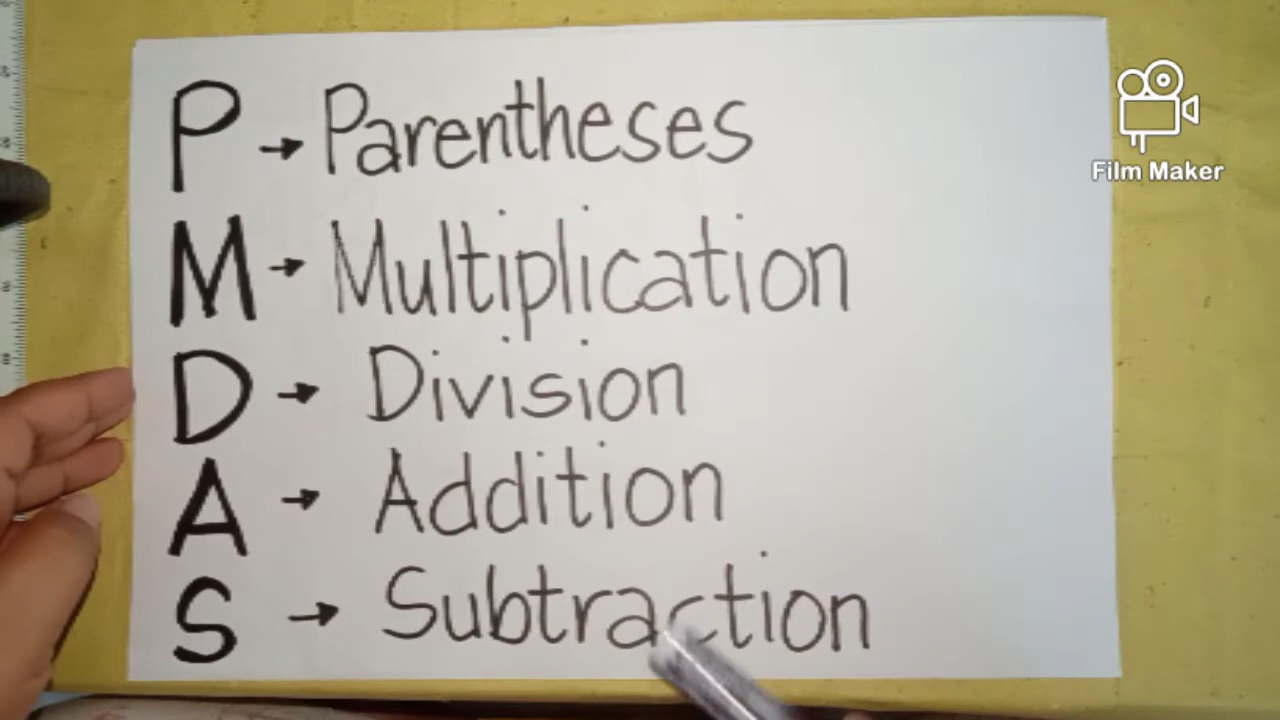 P → Parentheses
Film Maker
M → Multiplication
D → Division
A → Addition
S → Subtraction